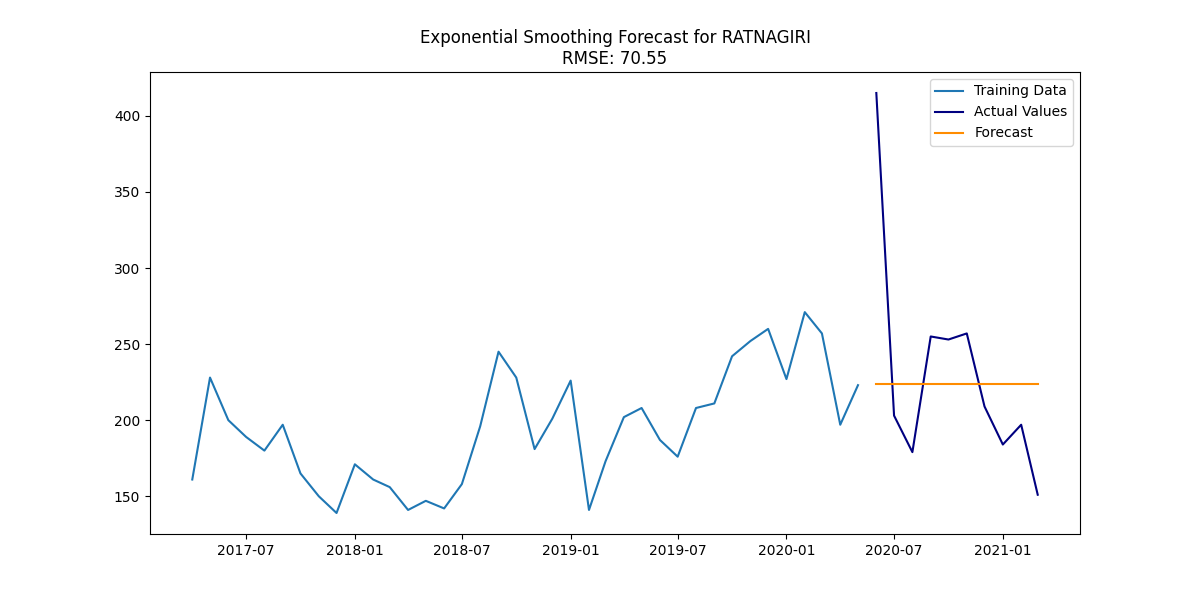 Exponential Smoothing Forecast for RATNAGIRI
RMSE: 70.55
Training Data
Actual Values
Forecast
400
350
300
250
200
150
2017-07
2018-01
2018-07
2019-01
2019-07
2020-01
2020-07
2021-01